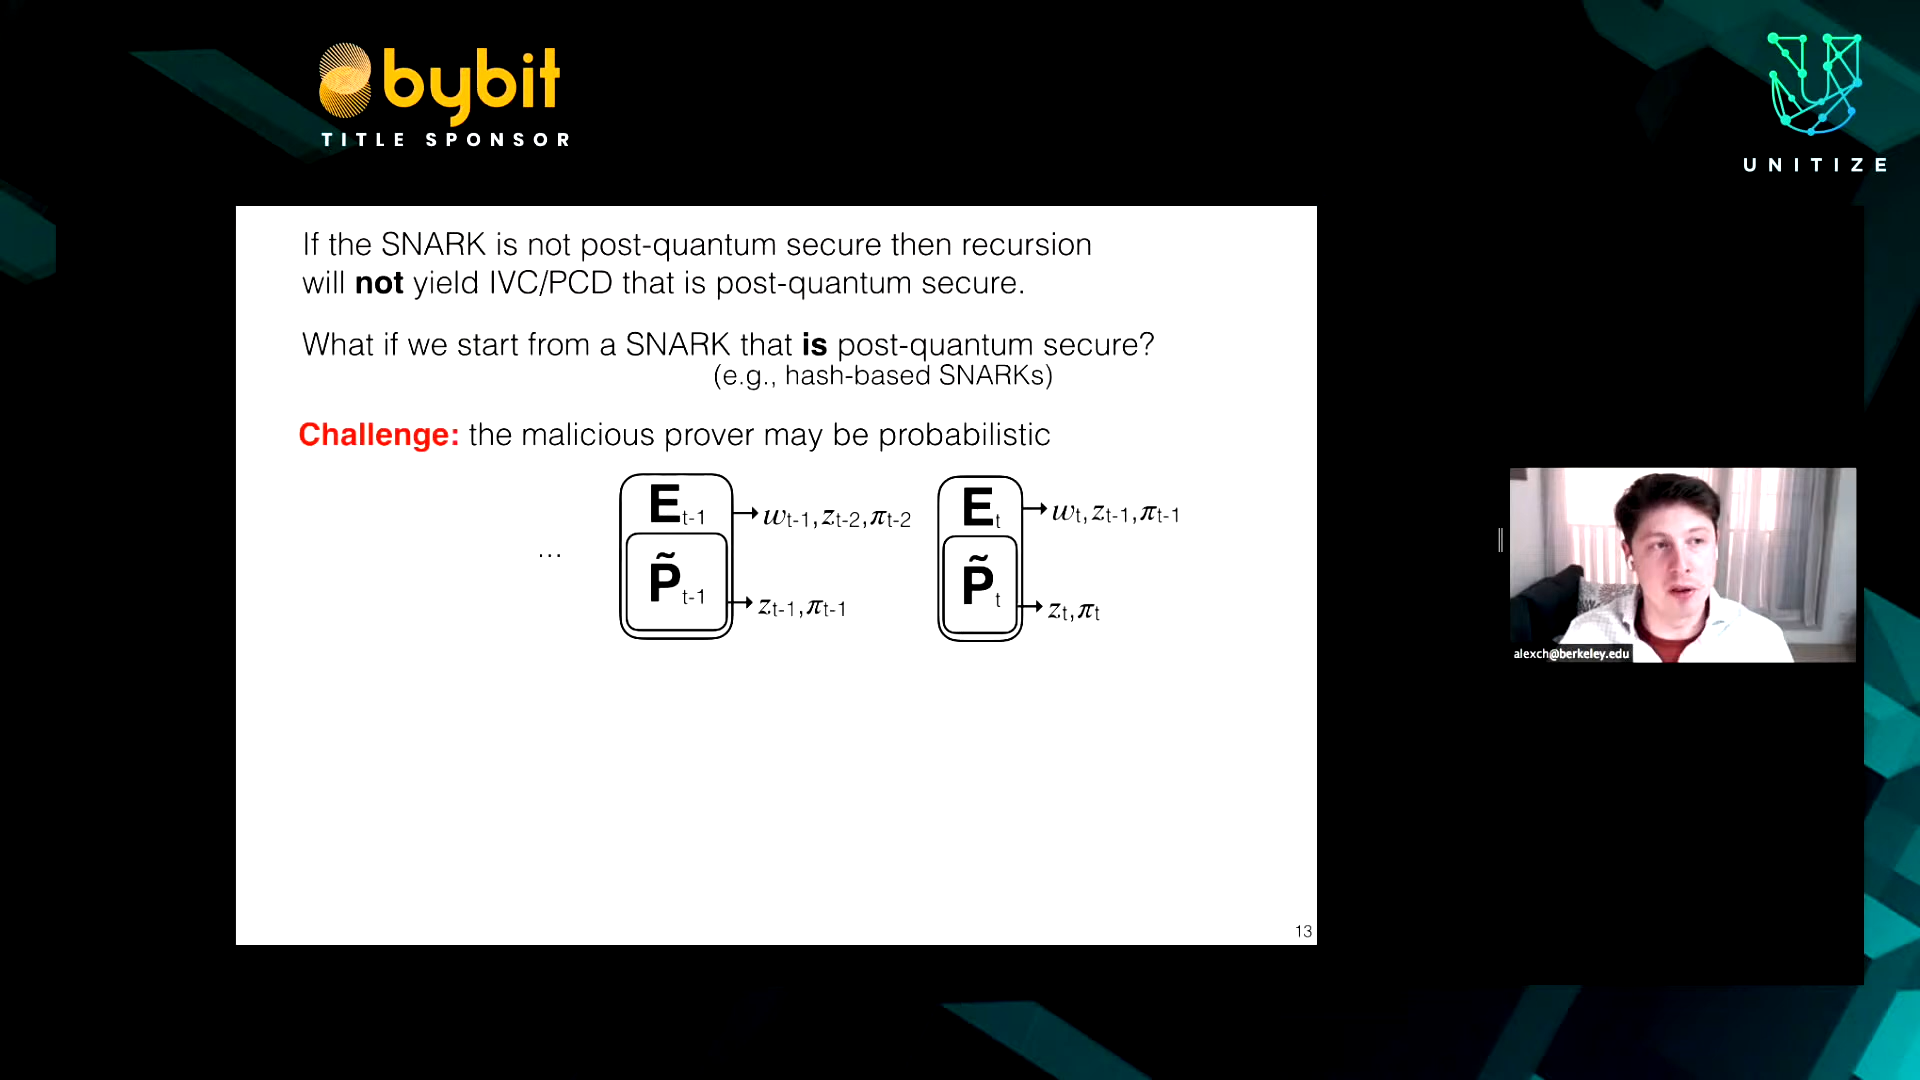 bybit
TITLE SPONSOR
UNITIZE
If the SNARK is not post-quantum secure then recursion
will not yield IVC/PCD that is post-quantum secure.
What if we start from a SNARK that is post-quantum secure?
(e.g., hash-based SNARKs)
Challenge: the malicious prover may be probabilistic
...
E t-1
w t-1, z t-2, π t-2
P̃ t-1
z t-1, π t-1
E t
w t, z t-1, π t-1
P̃ t
z t, π t
13
alexch@berkeley.edu